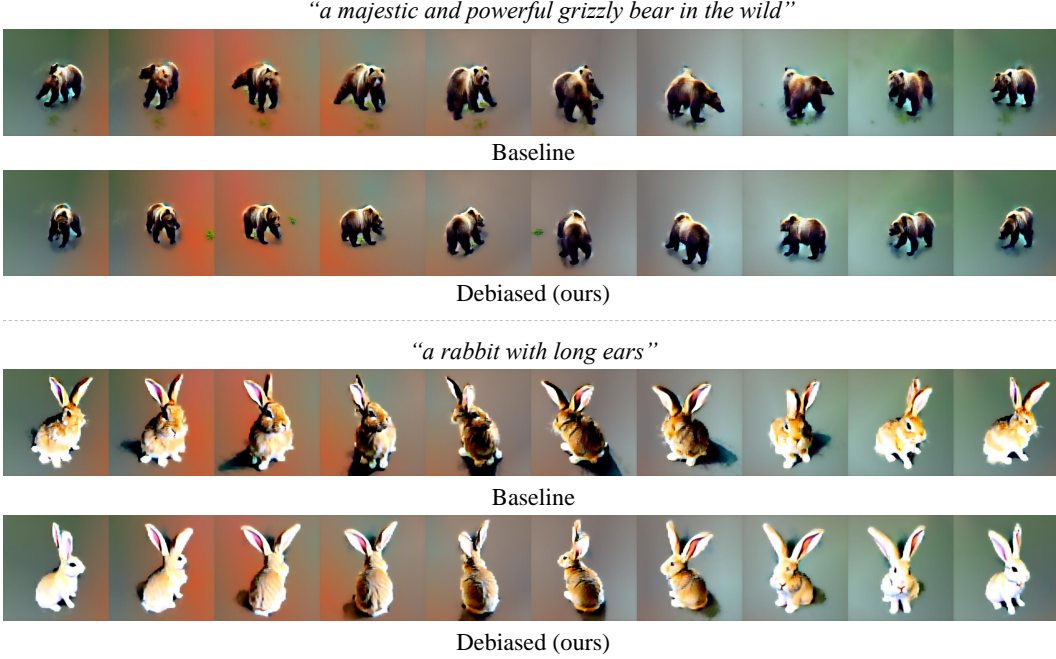 “a majestic and powerful grizzly bear in the wild”
Baseline
Debiased (ours)
“a rabbit with long ears”
Baseline
Debiased (ours)